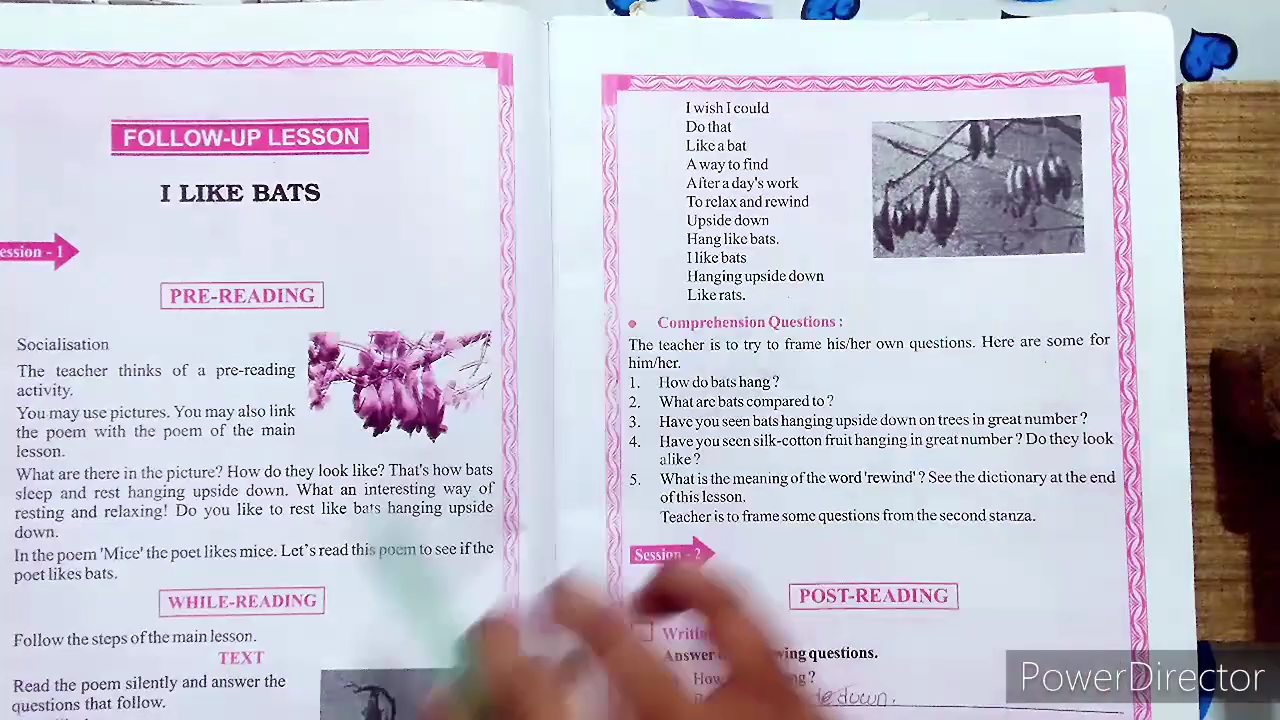 FOLLOW-UP LESSON
I LIKE BATS
ession - 1
PRE-READING
Socialisation
The teacher thinks of a pre-reading
activity.
You may use pictures. You may also link
the poem with the poem of the main
lesson.
What are there in the picture? How do they look like? That's how bats
sleep and rest hanging upside down. What an interesting way of
resting and relaxing! Do you like to rest like bats hanging upside
down.
In the poem 'Mice' the poet likes mice. Let's read this poem to see if the
poet likes bats.
WHILE-READING
Follow the steps of the main lesson.
TEXT
Read the poem silently and answer the
questions that follow.
I wish I could
Do that
Like a bat
A way to find
After a day's work
To relax and rewind
Upside down
Hang like bats.
I like bats
Hanging upside down
Like rats.
Comprehension Questions :
The teacher is to try to frame his/her own questions. Here are some for
him/her.
1. How do bats hang ?
2. What are bats compared to ?
3. Have you seen bats hanging upside down on trees in great number ?
4. Have you seen silk-cotton fruit hanging in great number ? Do they look
alike ?
5. What is the meaning of the word 'rewind' ? See the dictionary at the end
of this lesson.
Teacher is to frame some questions from the second stanza.
Session - 2
POST-READING
Answer wing questions.
down.
PowerDirector